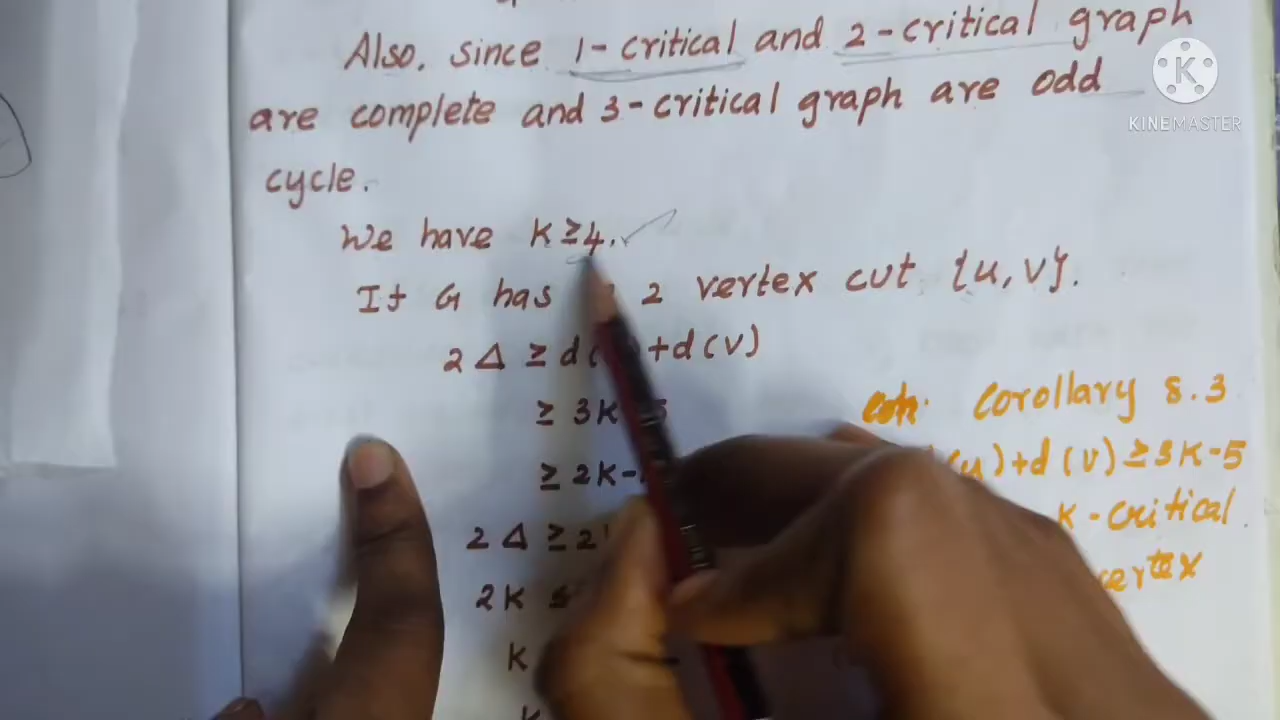 Also, since 1-critical and 2-critical graph
are complete and 3-critical graph are odd
cycle.
We have K ≥ 4.
If G has 2 vertex cut {u, v}.
2Δ ≥ d( +d(v)
≥ 3K
≥ 2K-
2Δ ≥ 2
2K
K
Corollary 8.3
(u)+d(v) ≥ 3K-5
K-critical
K
KINEMASTER